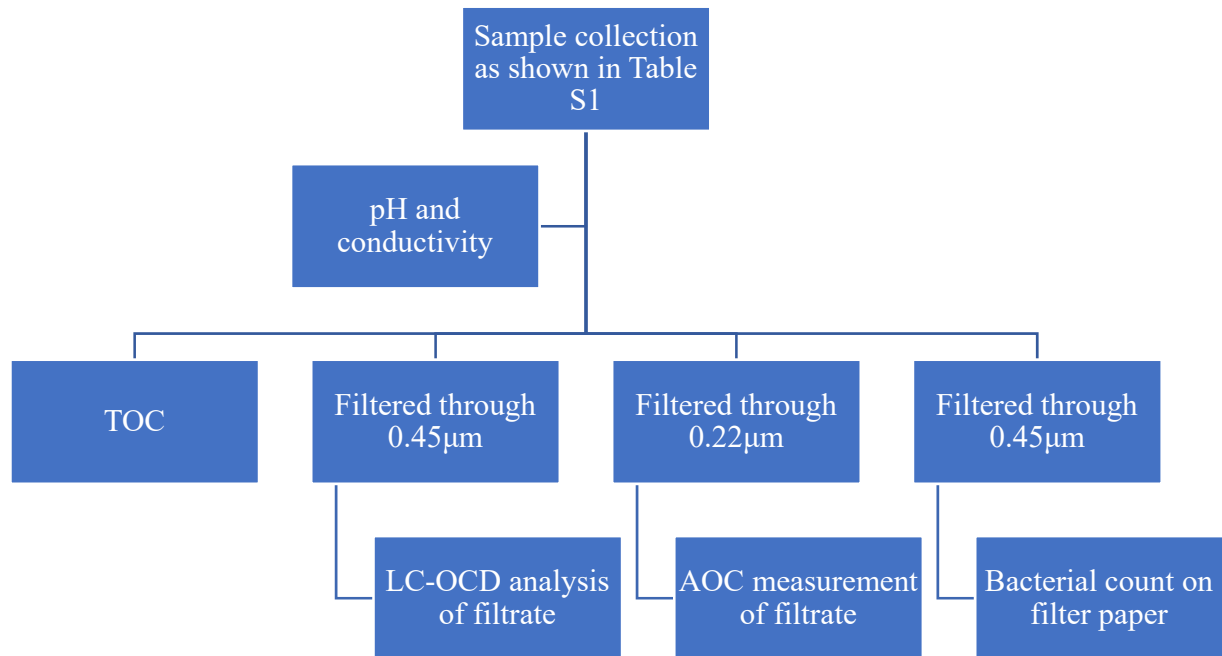 Sample collection
as shown in Table
S1
pH and
conductivity
TOC
Filtered through
0.45µm
Filtered through
0.22µm
Filtered through
0.45µm
LC-OCD analysis
of filtrate
AOC measurement
of filtrate
Bacterial count on
filter paper